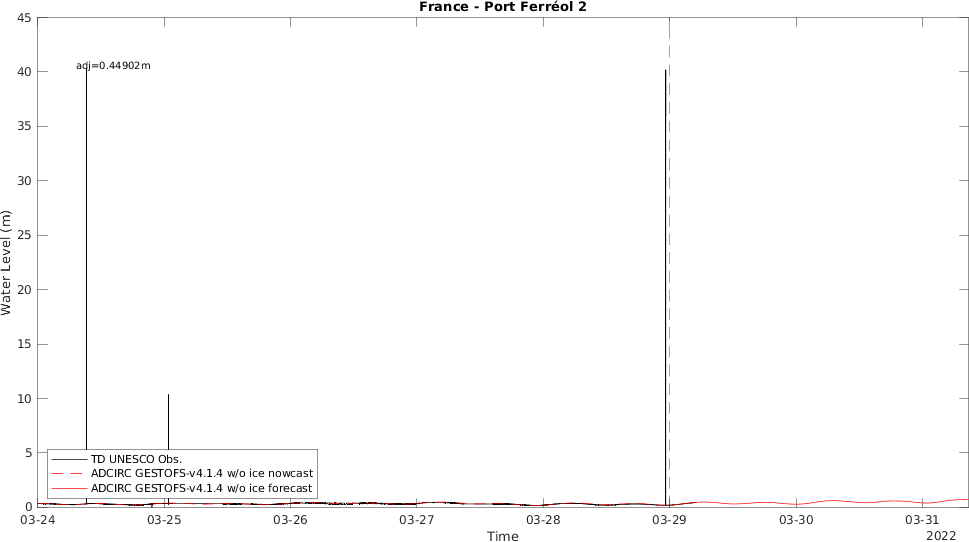 France - Port Ferréol 2
45
40
35
30
25
20
15
10
5
0
Water Level (m)
adj=0.44902m
TD UNESCO Obs.
ADCIRC GESTOFS-v4.1.4 w/o ice nowcast
ADCIRC GESTOFS-v4.1.4 w/o ice forecast
03-24 03-25 03-26 03-27 03-28 03-29 03-30 03-31
Time
2022